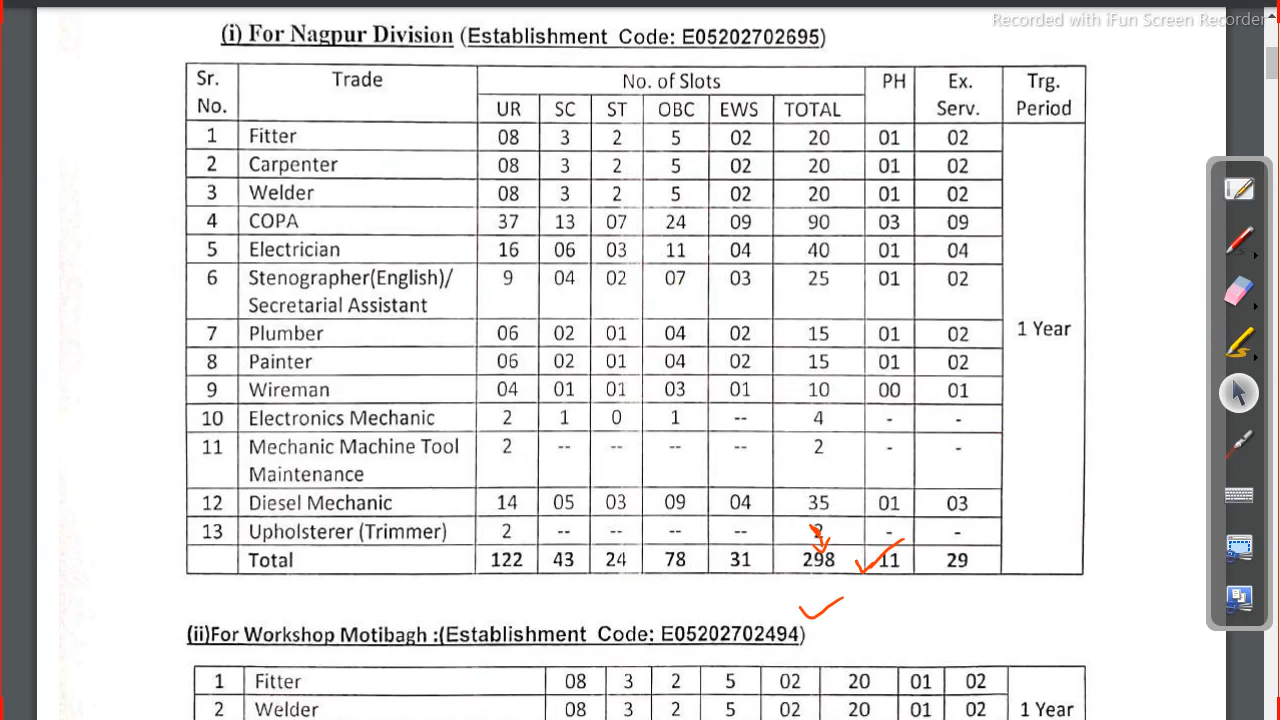 Recorded with iFun Screen Recorder
(i) For Nagpur Division (Establishment Code: E05202702695)
Sr. No. Trade No. of Slots PH Ex. Serv. Trg. Period
UR SC ST OBC EWS TOTAL
1 Fitter 08 3 2 5 02 20 01 02
2 Carpenter 08 3 2 5 02 20 01 02
3 Welder 08 3 2 5 02 20 01 02
4 COPA 37 13 07 24 09 90 03 09
5 Electrician 16 06 03 11 04 40 01 04
6 Stenographer(English)/ 9 04 02 07 03 25 01 02
Secretarial Assistant
7 Plumber 06 02 01 04 02 15 01 02 1 Year
8 Painter 06 02 01 04 02 15 01 02
9 Wireman 04 01 01 03 01 10 00 01
10 Electronics Mechanic 2 1 0 1 -- 4 - -
11 Mechanic Machine Tool 2 -- -- -- -- 2 - -
Maintenance
12 Diesel Mechanic 14 05 03 09 04 35 01 03
13 Upholsterer (Trimmer) 2 -- -- -- -- 2 - -
Total 122 43 24 78 31 298 11 29
(ii)For Workshop Motibagh :(Establishment Code: E05202702494)
1 Fitter 08 3 2 5 02 20 01 02
2 Welder 08 3 2 5 02 20 01 02 1 Year